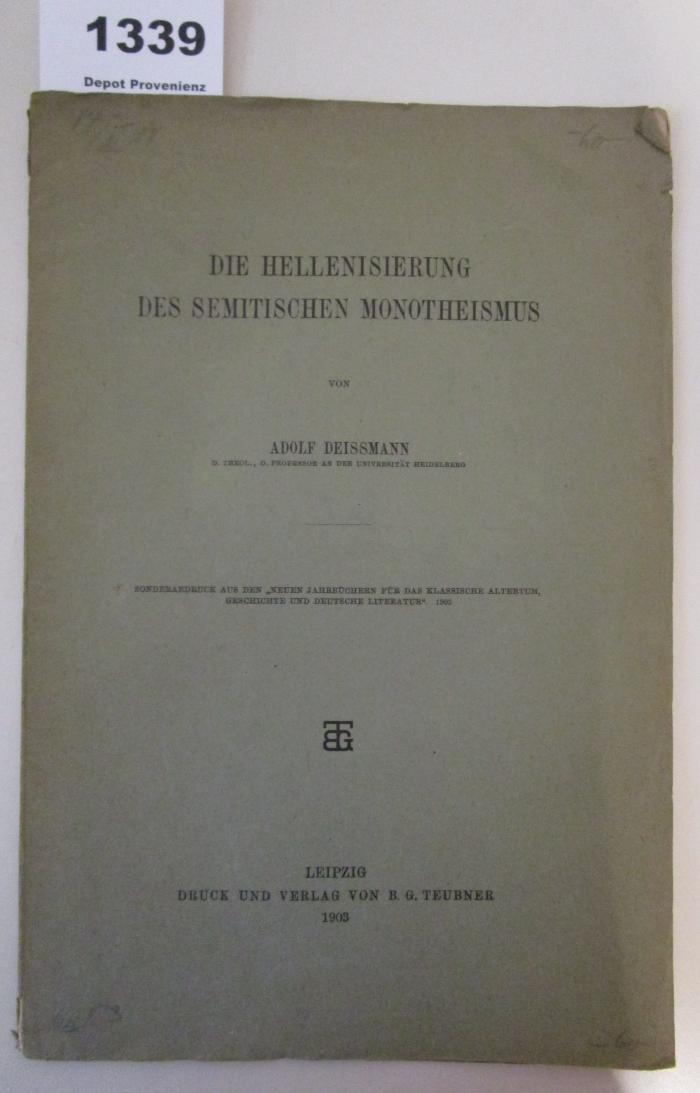 1339
Depot Provenienz
DIE HELLENISIERUNG
DES SEMITISCHEN MONOTHEISMUS
VON
ADOLF DEISSMANN
D. THEOL., O. PROFESSOR AN DER UNIVERSITÄT HEIDELBERG
SONDERABDRUCK AUS DEN „NEUEN JAHRBÜCHERN FÜR DAS KLASSISCHE ALTERTUM,
GESCHICHTE UND DEUTSCHE LITERATUR“. 1903
BTG
LEIPZIG
DRUCK UND VERLAG VON B. G. TEUBNER
1903